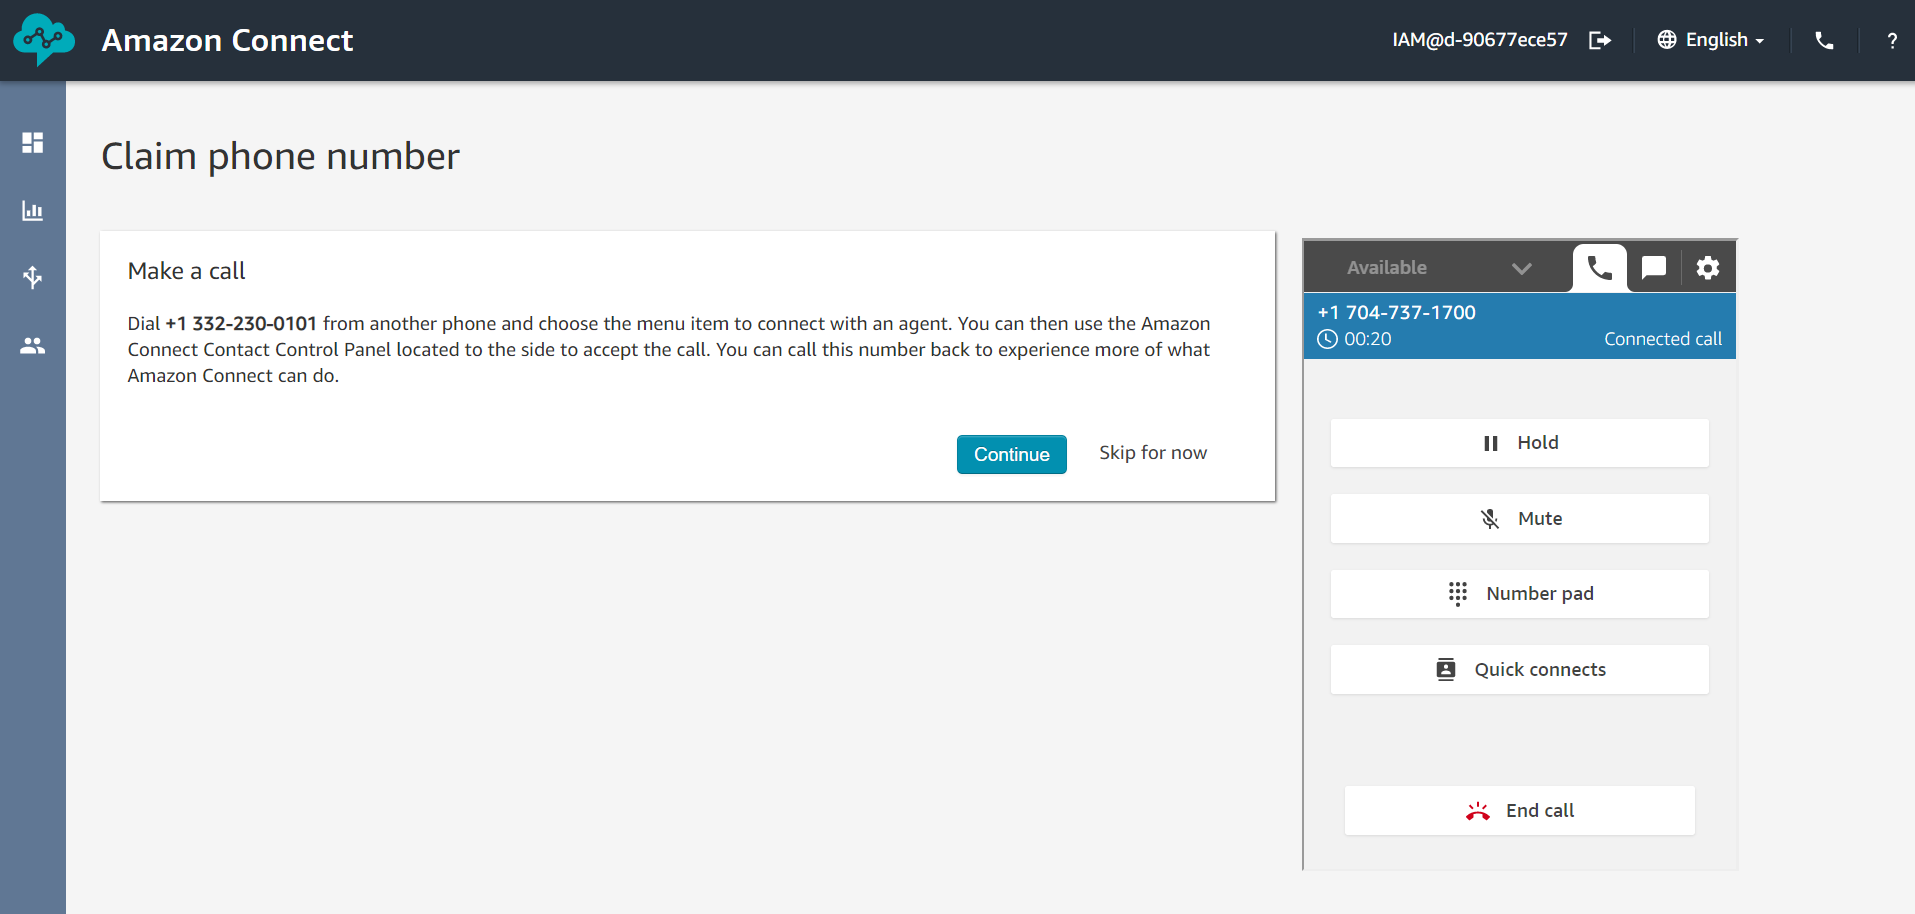 Amazon Connect
IAM@d-90677ece57
English
?
Claim phone number
Make a call
Dial +1 332-230-0101 from another phone and choose the menu item to connect with an agent. You can then use the Amazon
Connect Contact Control Panel located to the side to accept the call. You can call this number back to experience more of what
Amazon Connect can do.
Continue
Skip for now
Available
+1 704-737-1700
00:20
Connected call
Hold
Mute
Number pad
Quick connects
End call